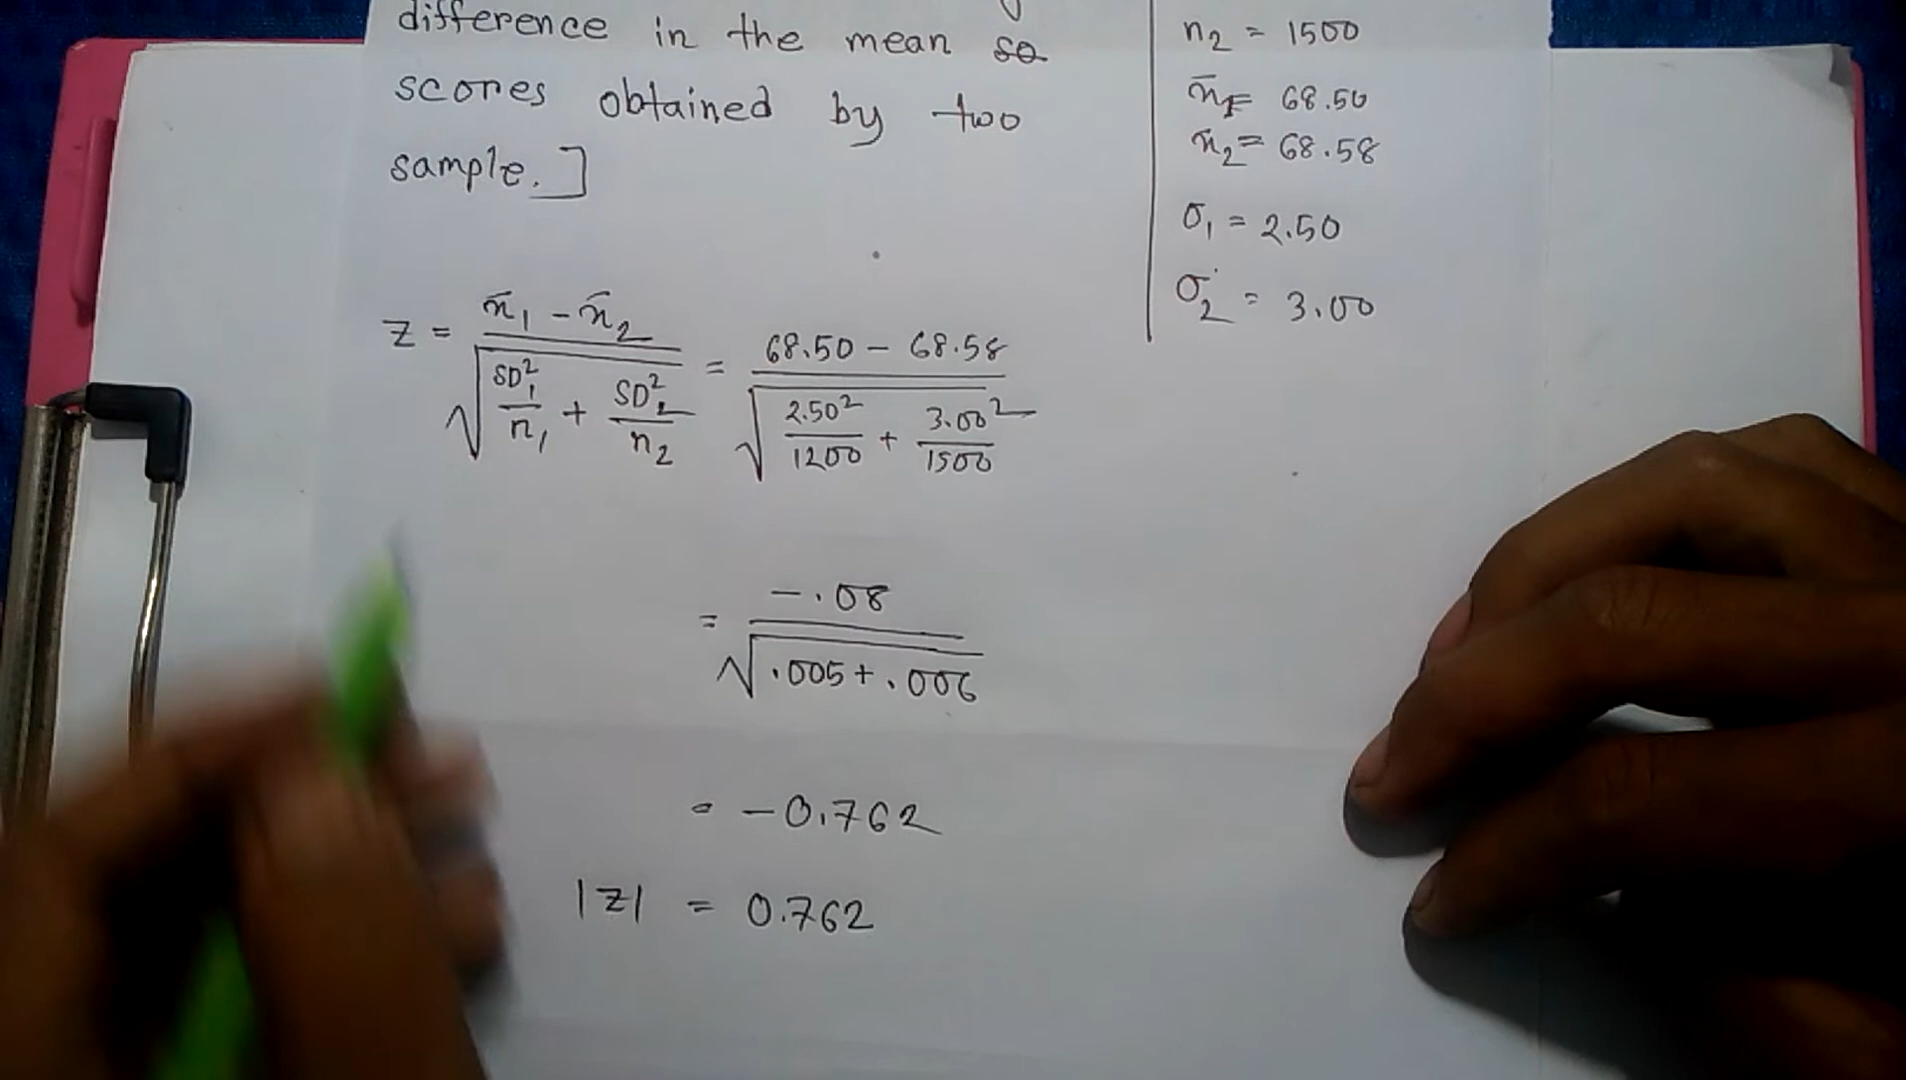 difference in the mean so
scores obtained by two
sample.]
n₂ = 1500
x̄₁ = 68.50
x̄₂ = 68.58
σ₁ = 2.50
σ₂ = 3.00
z = (x̄₁ - x̄₂) / √(SD₁²/n₁ + SD₂²/n₂) = (68.50 - 68.58) / √(2.50²/1200 + 3.00²/1500)
= -.08 / √(.005 + .006)
= -0.762
|z| = 0.762